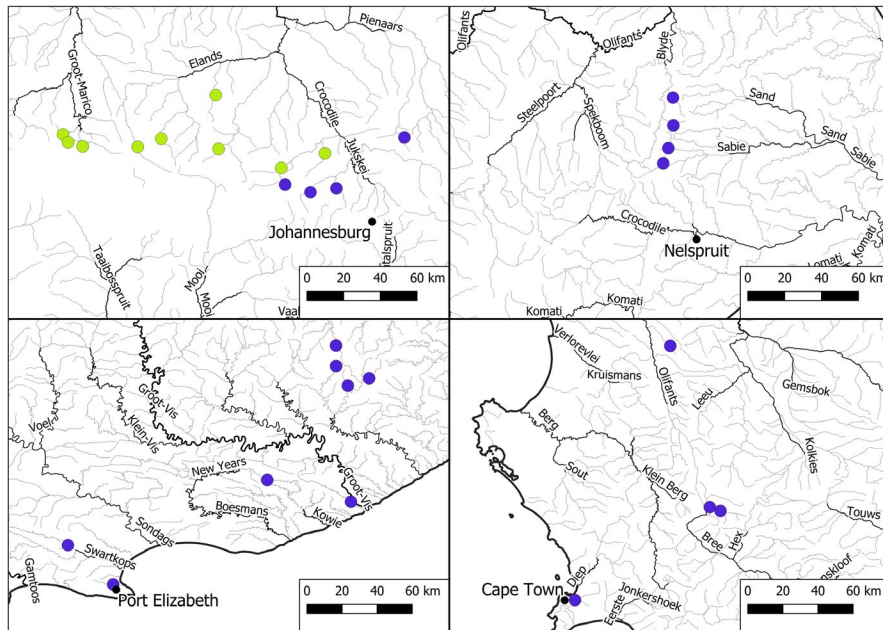 Pienaars
Elands
Groot-Marico
Crocodile
Jukskei
Johannesburg
Taaibosspruit
Mooi
Mooi
Vaal
talspruit
0 20 40 60 km
Olifants
Olifants
Blyde
Steelpoort
Spekboom
Sand
Sand
Sabie
Sabie
Crocodile
Nelspruit
Komati
Lomati
Komati
Komati
0 20 40 60 km
Groot-Vis
Voel
Klein-Vis
New Years
Groot-Vis
Boesmans
Kowie
Sondags
Swartkops
Gamtoos
Port Elizabeth
0 20 40 60 km
Verlorevlei
Kruismans
Olifants
Leeu
Gemsbok
Berg
Kolkies
Sout
Klein Berg
Touws
Bree
Hex
nskloof
Diep
Cape Town
Jonkershoek
Eerste
0 20 40 60 km